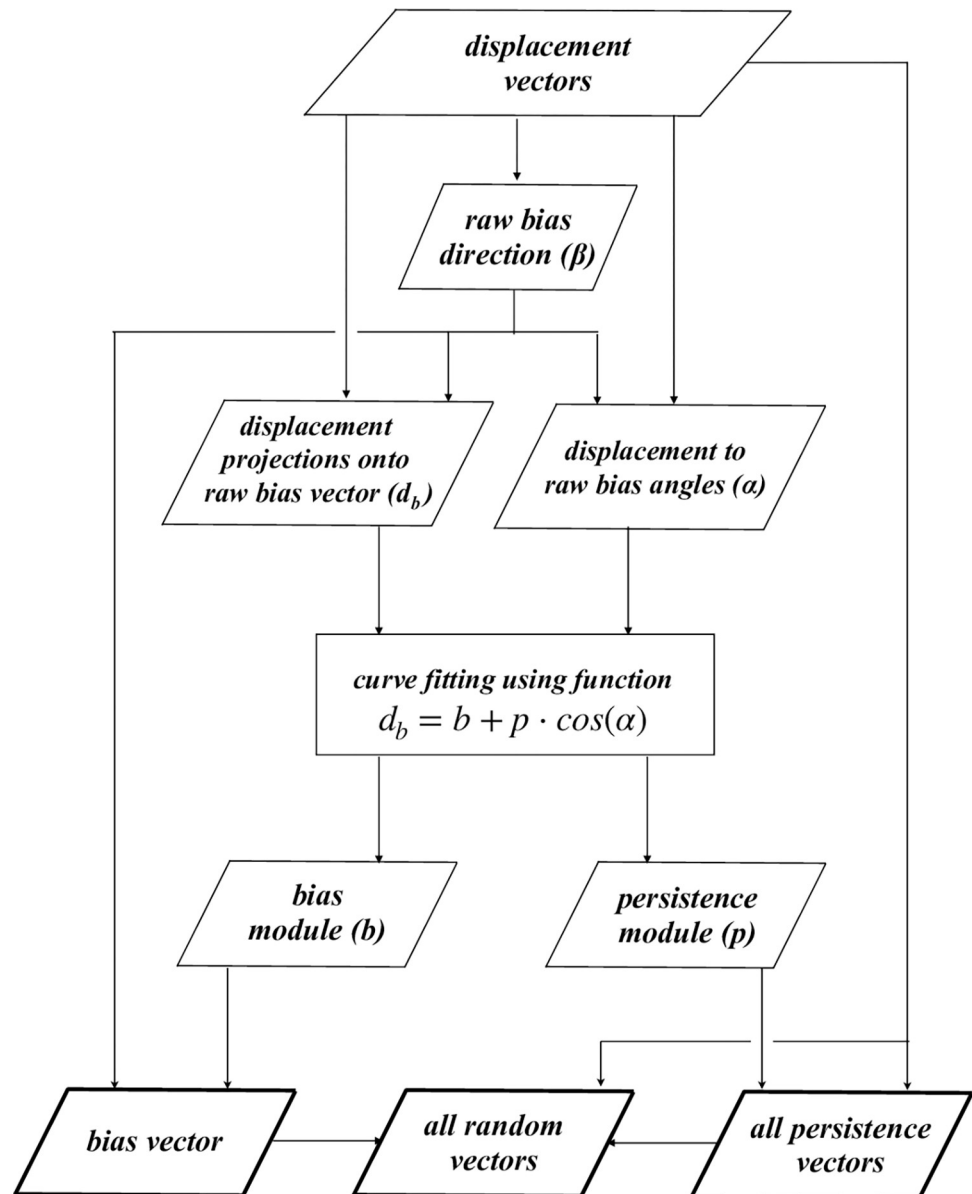 displacement
vectors
raw bias
direction (β)
displacement
projections onto
raw bias vector (d_b)
displacement to
raw bias angles (α)
curve fitting using function
d_b = b + p · cos(α)
bias
module (b)
persistence
module (p)
bias vector
all random
vectors
all persistence
vectors